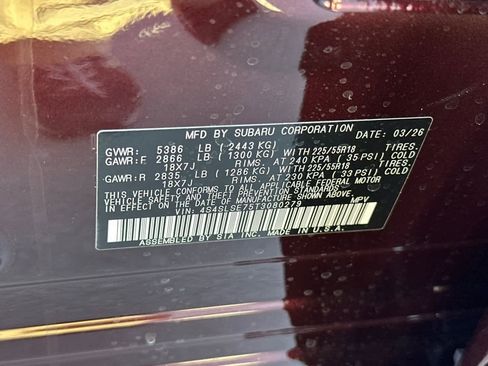 MFD BY SUBARU CORPORATION DATE: 03/26
GVWR: 5386 LB ( 2443 KG)
GAWR:F 2866 LB ( 1300 KG) WITH 225/55R18 TIRES.
18X7J RIMS. AT 240 KPA ( 35 PSI) COLD
GAWR:R 2835 LB ( 1286 KG) WITH 225/55R18 TIRES.
18X7J RIMS. AT 230 KPA ( 33 PSI) COLD
THIS VEHICLE CONFORMS TO ALL APPLICABLE FEDERAL MOTOR
VEHICLE SAFETY AND THEFT PREVENTION STANDARDS
IN EFFECT ON THE DATE OF MANUFACTURE SHOWN ABOVE.
VIN: 4S4SLSE75T3080279 MPV
ASSEMBLED BY SIA INC. MADE IN U.S.A.